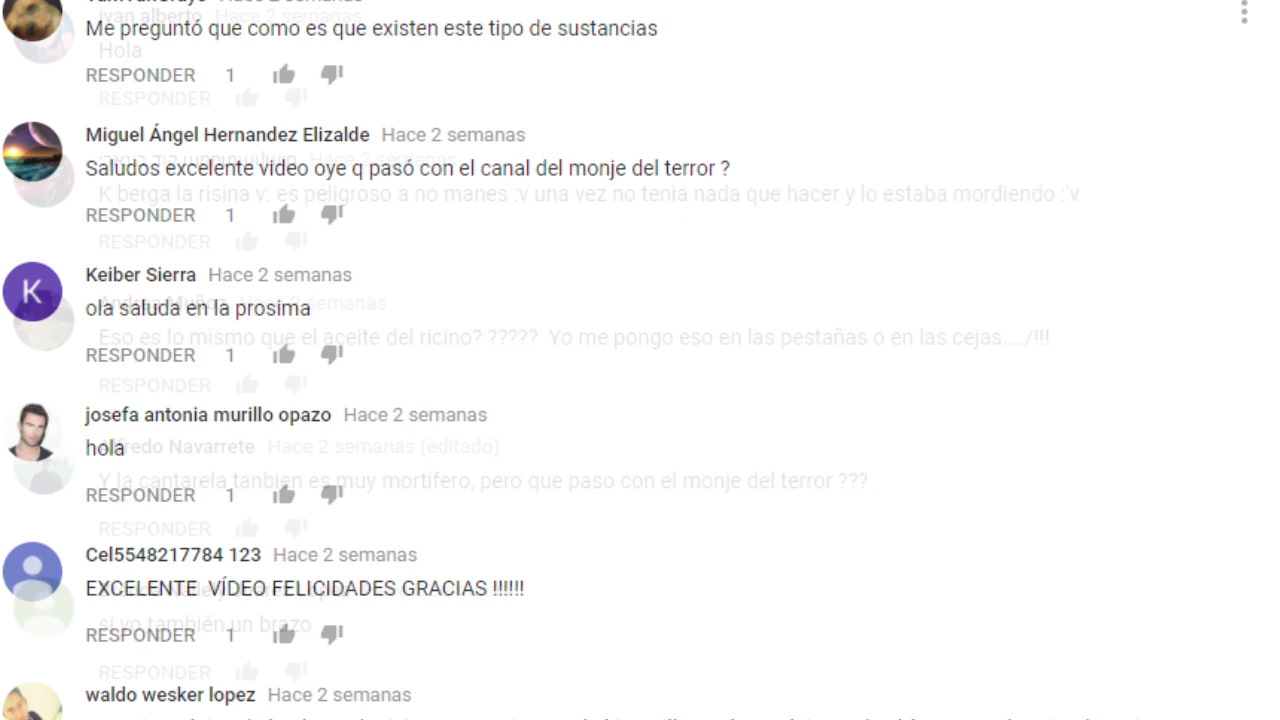 ivan alberto Hace 2 semanas
Me preguntó que como es que existen este tipo de sustancias
Hola
RESPONDER 1
RESPONDER
Miguel Ángel Hernandez Elizalde Hace 2 semanas
Hace 2 semanas
Saludos excelente video oye q pasó con el canal del monje del terror ?
K berga la risina v: es peligroso a no manes :v una vez no tenia nada que hacer y lo estaba mordiendo :'v
RESPONDER 1
RESPONDER
Keiber Sierra Hace 2 semanas
Andrea Muñoz Hace 2 semanas
ola saluda en la prosima
Eso es lo mismo que el aceite del ricino? ????? Yo me pongo eso en las pestañas o en las cejas..../!!!
RESPONDER 1
RESPONDER
josefa antonia murillo opazo Hace 2 semanas
Alfredo Navarrete Hace 2 semanas (editado)
hola
Y la cantarela tanbien es muy mortifero, pero que paso con el monje del terror ???
RESPONDER 1
RESPONDER
Cel5548217784 123 Hace 2 semanas
EXCELENTE VÍDEO FELICIDADES GRACIAS !!!!!!
si yo también un brazo
RESPONDER 1
RESPONDER
waldo wesker lopez Hace 2 semanas